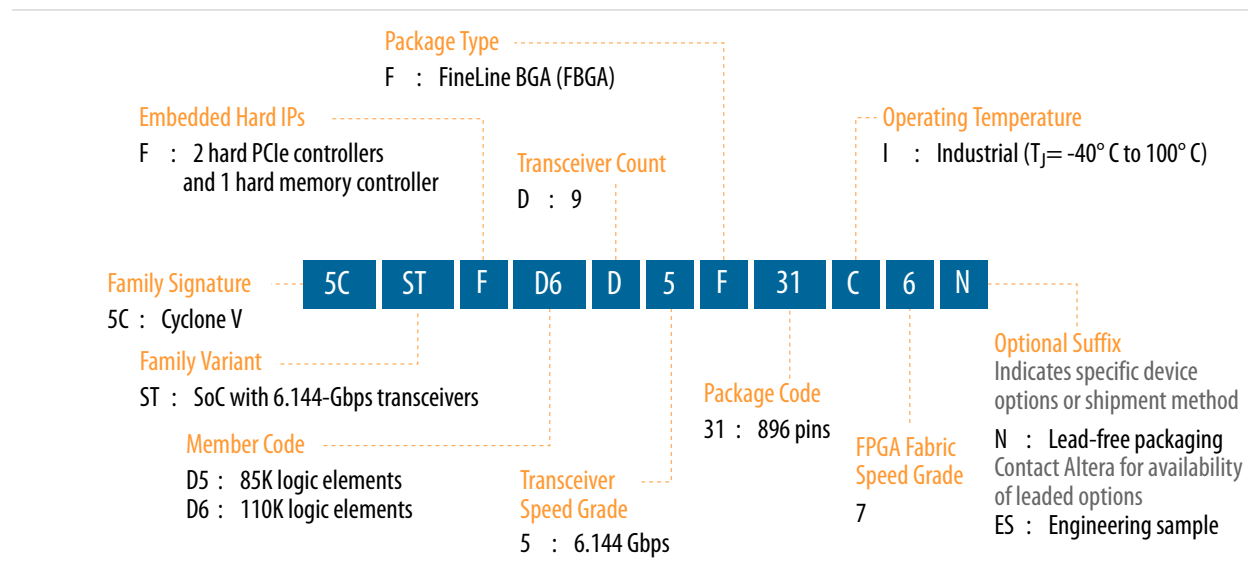 Package Type
F : FineLine BGA (FBGA)
Embedded Hard IPs
F : 2 hard PCIe controllers
and 1 hard memory controller
Transceiver Count
D : 9
Operating Temperature
I : Industrial (TJ= -40° C to 100° C)
Family Signature
5C : Cyclone V
5C ST F D6 D 5 F 31 C 6 N
Family Variant
ST : SoC with 6.144-Gbps transceivers
Member Code
D5 : 85K logic elements
D6 : 110K logic elements
Transceiver
Speed Grade
5 : 6.144 Gbps
Package Code
31 : 896 pins
FPGA Fabric
Speed Grade
7
Optional Suffix
Indicates specific device
options or shipment method
N : Lead-free packaging
Contact Altera for availability
of leaded options
ES : Engineering sample